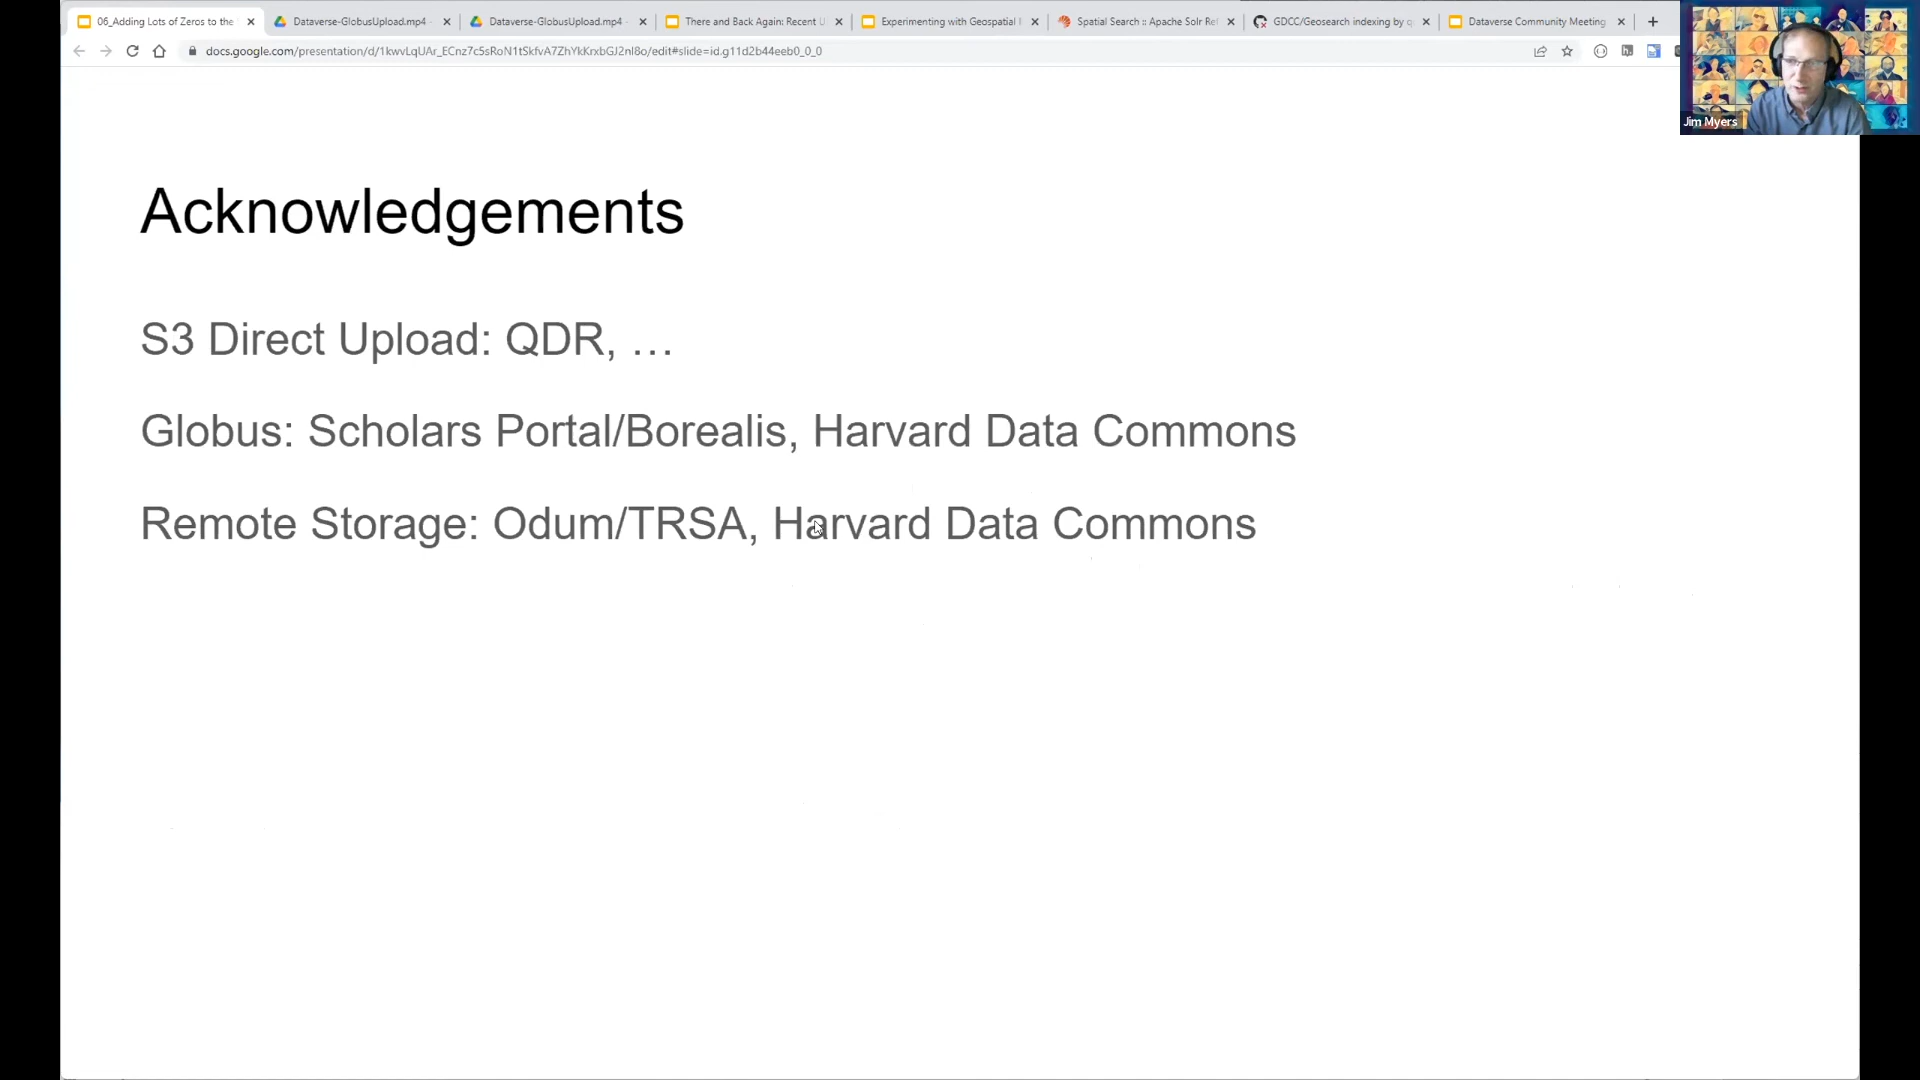 06_Adding Lots of Zeros to the
Dataverse-GlobusUpload.mp4 -
Dataverse-GlobusUpload.mp4 -
There and Back Again: Recent U
Experimenting with Geospatial
Spatial Search :: Apache Solr Ref
GDCC/Geosearch indexing by q
Dataverse Community Meeting
docs.google.com/presentation/d/1kwvLqUAr_ECnz7c5sRoN1tSkfvA7ZhYkKrxbGJ2nl8o/edit#slide=id.g11d2b44eeb0_0_0
Jim Myers
Acknowledgements
S3 Direct Upload: QDR, …
Globus: Scholars Portal/Borealis, Harvard Data Commons
Remote Storage: Odum/TRSA, Harvard Data Commons